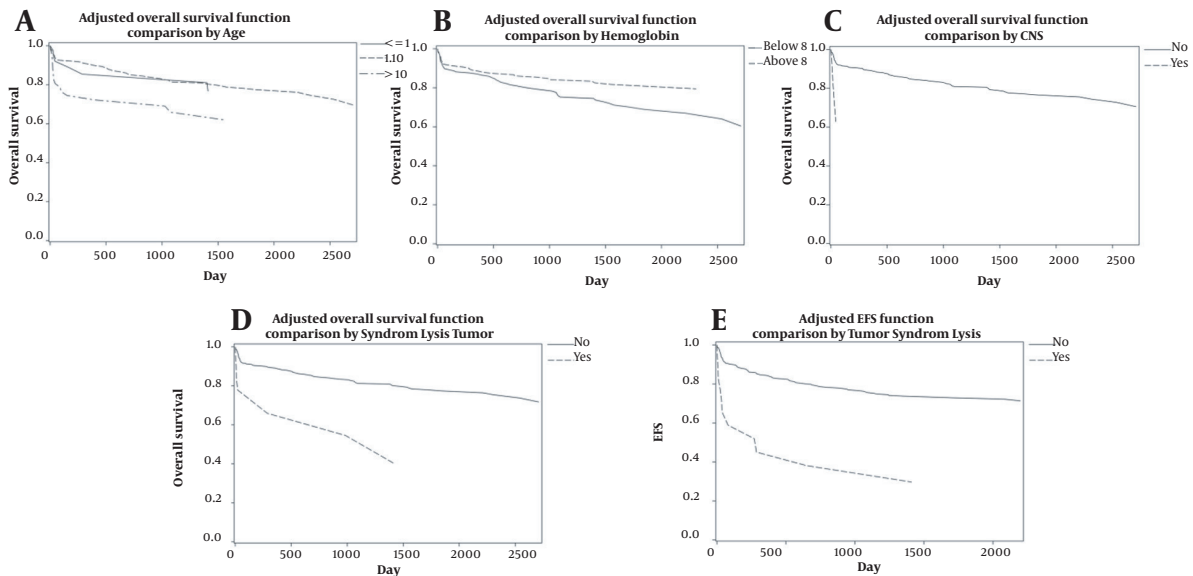 A
Adjusted overall survival function
comparison by Age
Overall survival
1.0
0.8
0.6
0.4
0.2
0.0
0 500 1000 1500 2000 2500
Day
<=1
1.10
>10
B
Adjusted overall survival function
comparison by Hemoglobin
Overall survival
1.0
0.8
0.6
0.4
0.2
0.0
0 500 1000 1500 2000 2500
Day
Below 8
Above 8
C
Adjusted overall survival function
comparison by CNS
Overall survival
1.0
0.8
0.6
0.4
0.2
0.0
0 500 1000 1500 2000 2500
Day
No
Yes
D
Adjusted overall survival function
comparison by Syndrom Lysis Tumor
Overall survival
1.0
0.8
0.6
0.4
0.2
0.0
0 500 1000 1500 2000 2500
Day
No
Yes
E
Adjusted EFS function
comparison by Tumor Syndrom Lysis
EFS
1.0
0.8
0.6
0.4
0.2
0.0
0 500 1000 1500 2000
Day
No
Yes